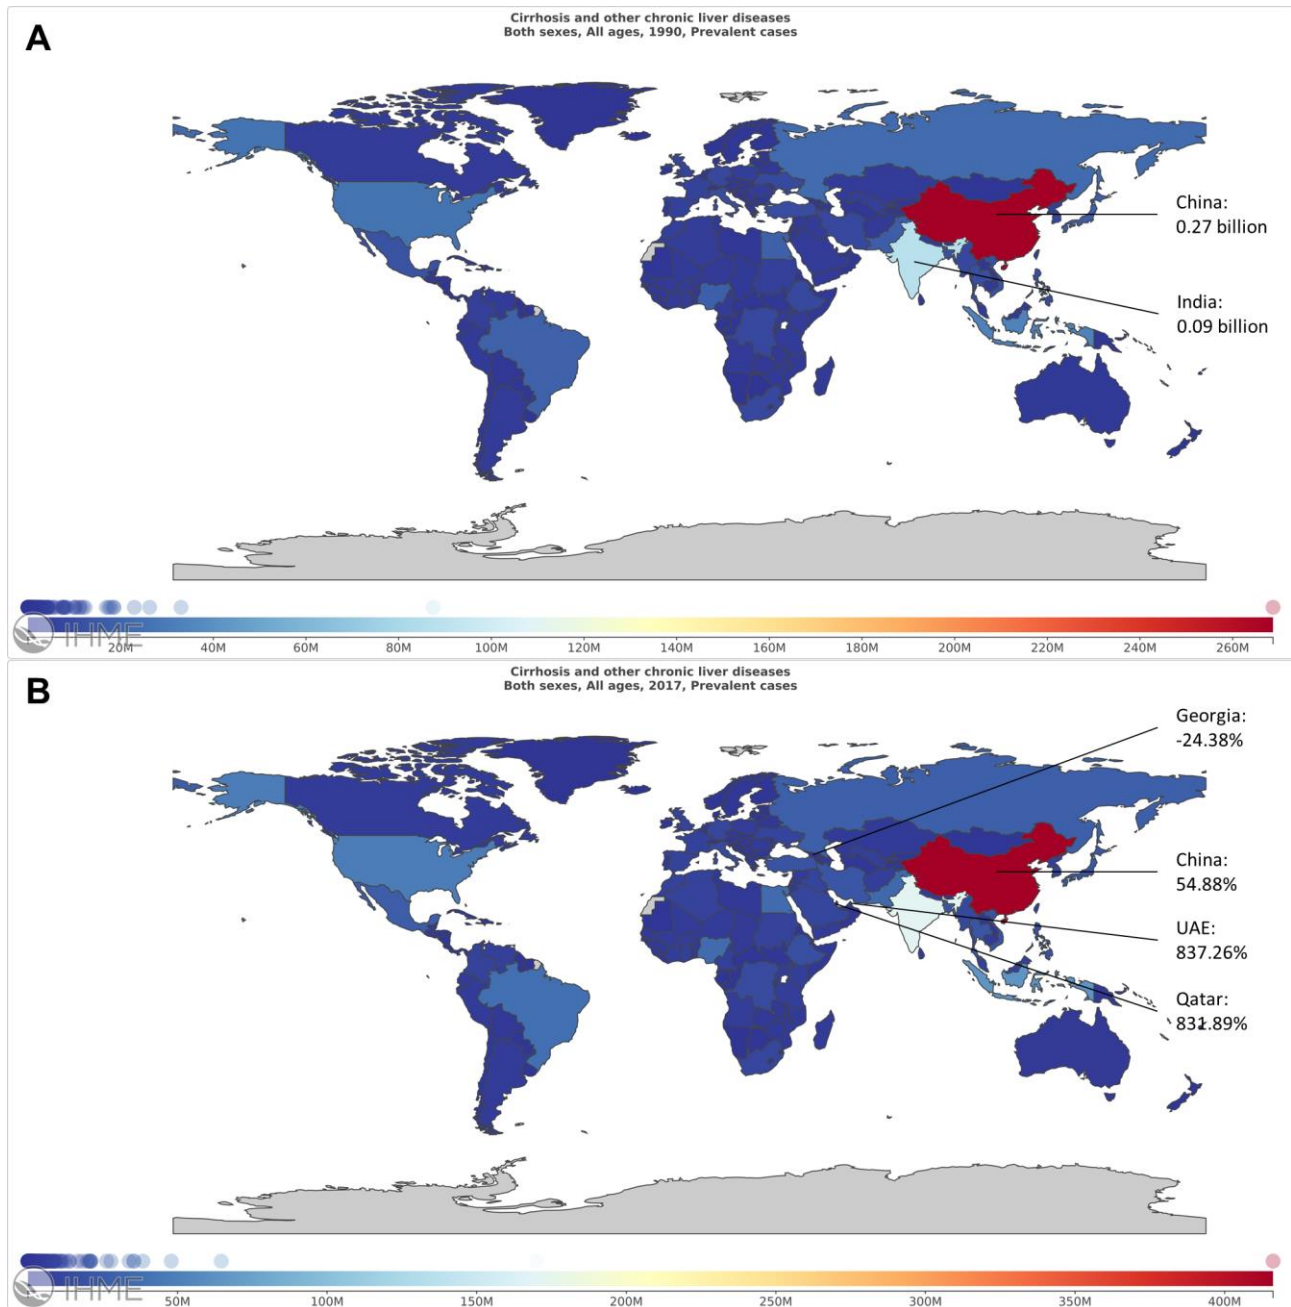 A
Cirrhosis and other chronic liver diseases
Both sexes, All ages, 1990, Prevalent cases
China:
0.27 billion
India:
0.09 billion
IHME
20M 40M 60M 80M 100M 120M 140M 160M 180M 200M 220M 240M 260M
B
Cirrhosis and other chronic liver diseases
Both sexes, All ages, 2017, Prevalent cases
Georgia:
-24.38%
China:
54.88%
UAE:
837.26%
Qatar:
831.89%
IHME
50M 100M 150M 200M 250M 300M 350M 400M